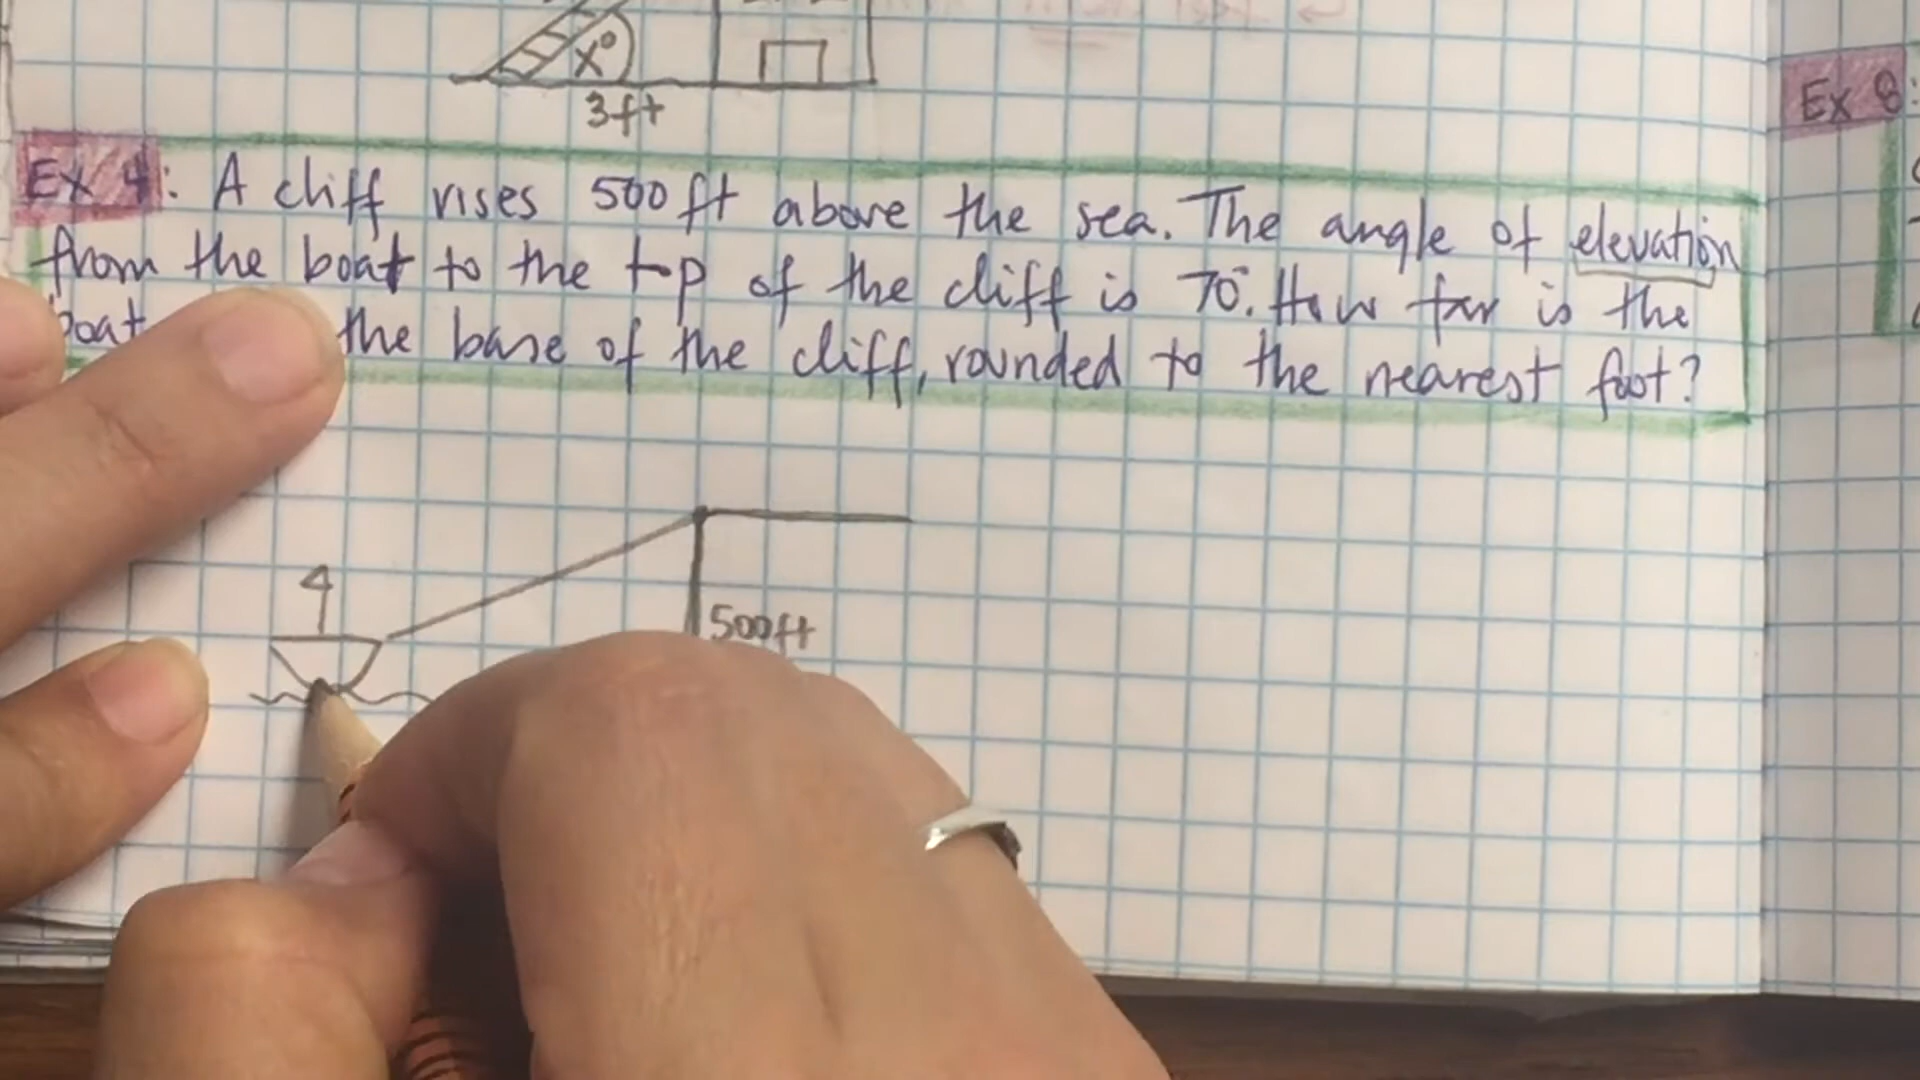 x°
3ft
Ex 8:
Ex 4: A cliff rises 500ft above the sea. The angle of elevation
from the boat to the top of the cliff is 70°. How far is the
boat the base of the cliff, rounded to the nearest foot?
500ft